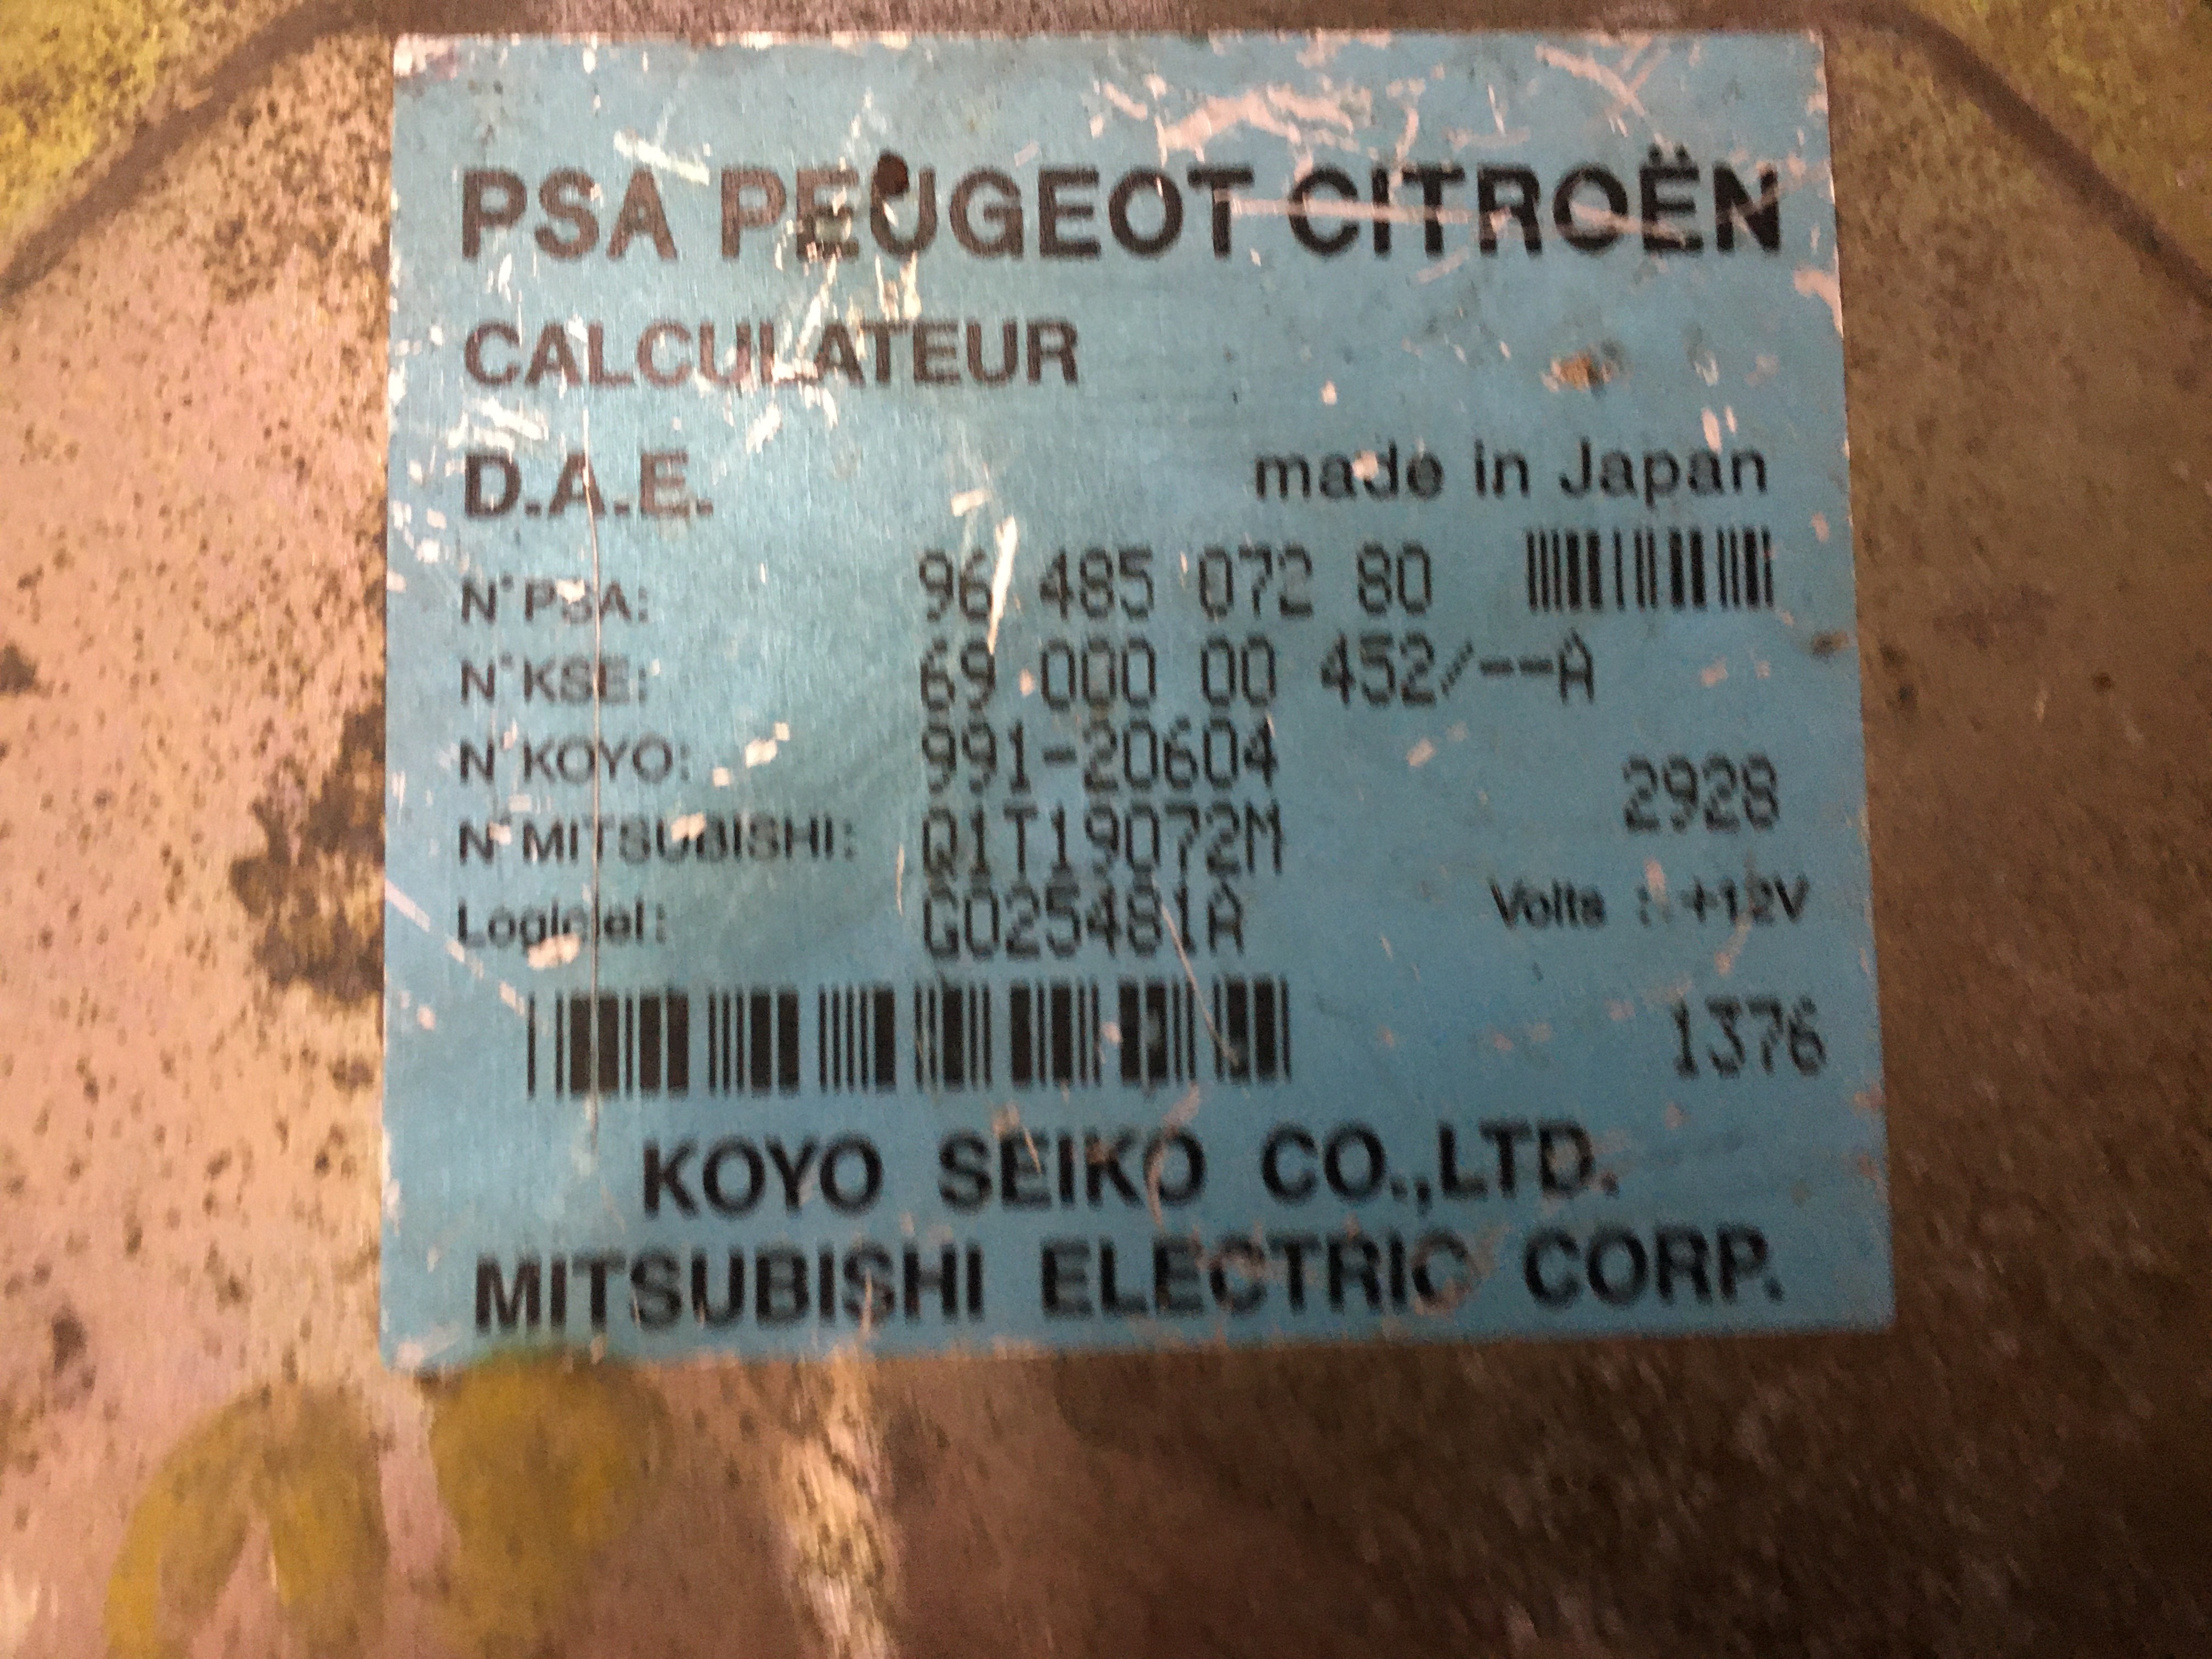 PSA PEUGEOT CITROËN
CALCULATEUR
D.A.E. made in Japan
N°PSA: 96 485 072 80
N°KSE: 69 000 00 452/--A
N°KOYO: 991-20604
2928
N°MITSUBISHI: Q1T19072M
Logiciel: G025481A Volts : +12V
1376
KOYO SEIKO CO.,LTD.
MITSUBISHI ELECTRIC CORP.